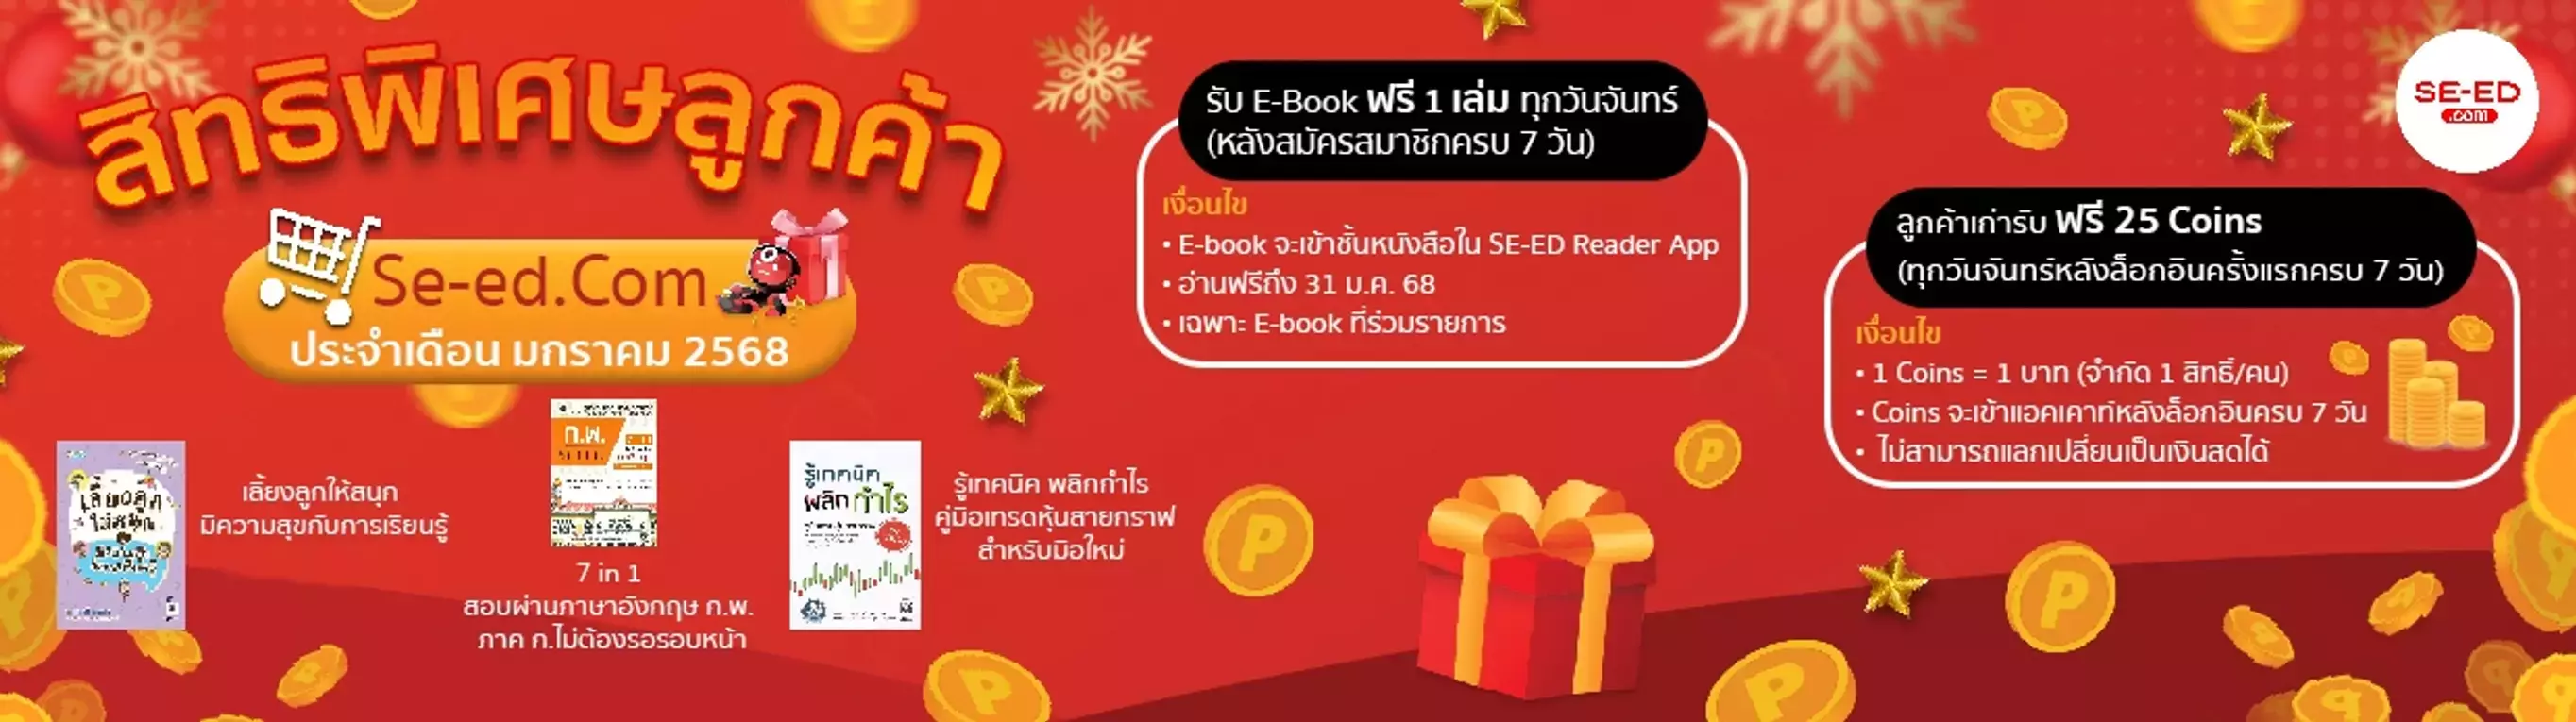 สิทธิพิเศษลูกค้า
Se-ed.Com
ประจำเดือน มกราคม 2568
เลี้ยงลูกให้สนุก
มีความสุขกับการเรียนรู้
ก.พ.
7 in 1
สอบผ่านภาษาอังกฤษ ก.พ.
ภาค ก.ไม่ต้องรอรอบหน้า
รู้เทคนิค
พลิกกำไร
รู้เทคนิค พลิกกำไร
คู่มือเทรดหุ้นสายกราฟ
สำหรับมือใหม่
รับ E-Book ฟรี 1 เล่ม ทุกวันจันทร์
(หลังสมัครสมาชิกครบ 7 วัน)
เงื่อนไข
• E-book จะเข้าชั้นหนังสือใน SE-ED Reader App
• อ่านฟรีถึง 31 ม.ค. 68
• เฉพาะ E-book ที่ร่วมรายการ
SE-ED
.com
ลูกค้าเก่ารับ ฟรี 25 Coins
(ทุกวันจันทร์หลังล็อกอินครั้งแรกครบ 7 วัน)
เงื่อนไข
• 1 Coins = 1 บาท (จำกัด 1 สิทธิ์/คน)
• Coins จะเข้าแอคเคาท์หลังล็อกอินครบ 7 วัน
• ไม่สามารถแลกเปลี่ยนเป็นเงินสดได้